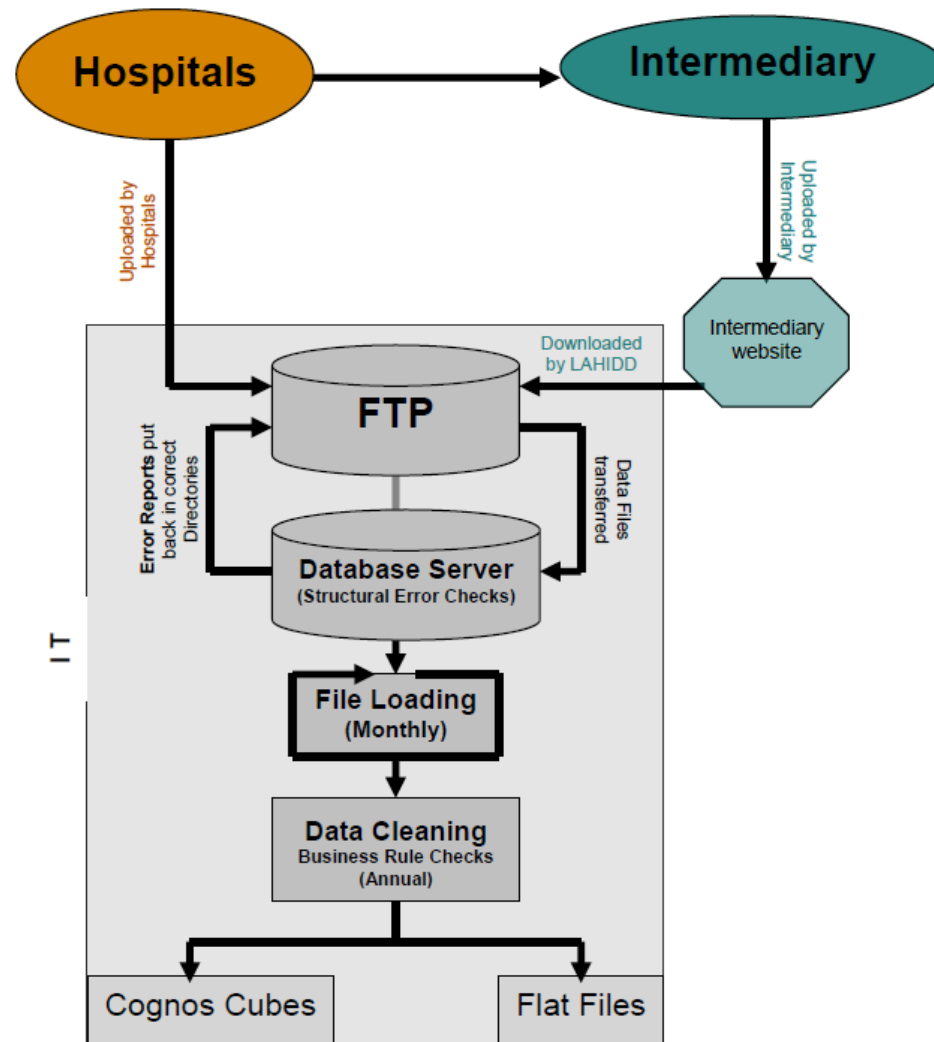 Hospitals
Intermediary
Uploaded by
Hospitals
Uploaded by
Intermediary
Intermediary
website
Downloaded
by LAHIDD
FTP
Error Reports put
back in correct
Directories
Data Files
transferred
Database Server
(Structural Error Checks)
I T
File Loading
(Monthly)
Data Cleaning
Business Rule Checks
(Annual)
Cognos Cubes
Flat Files